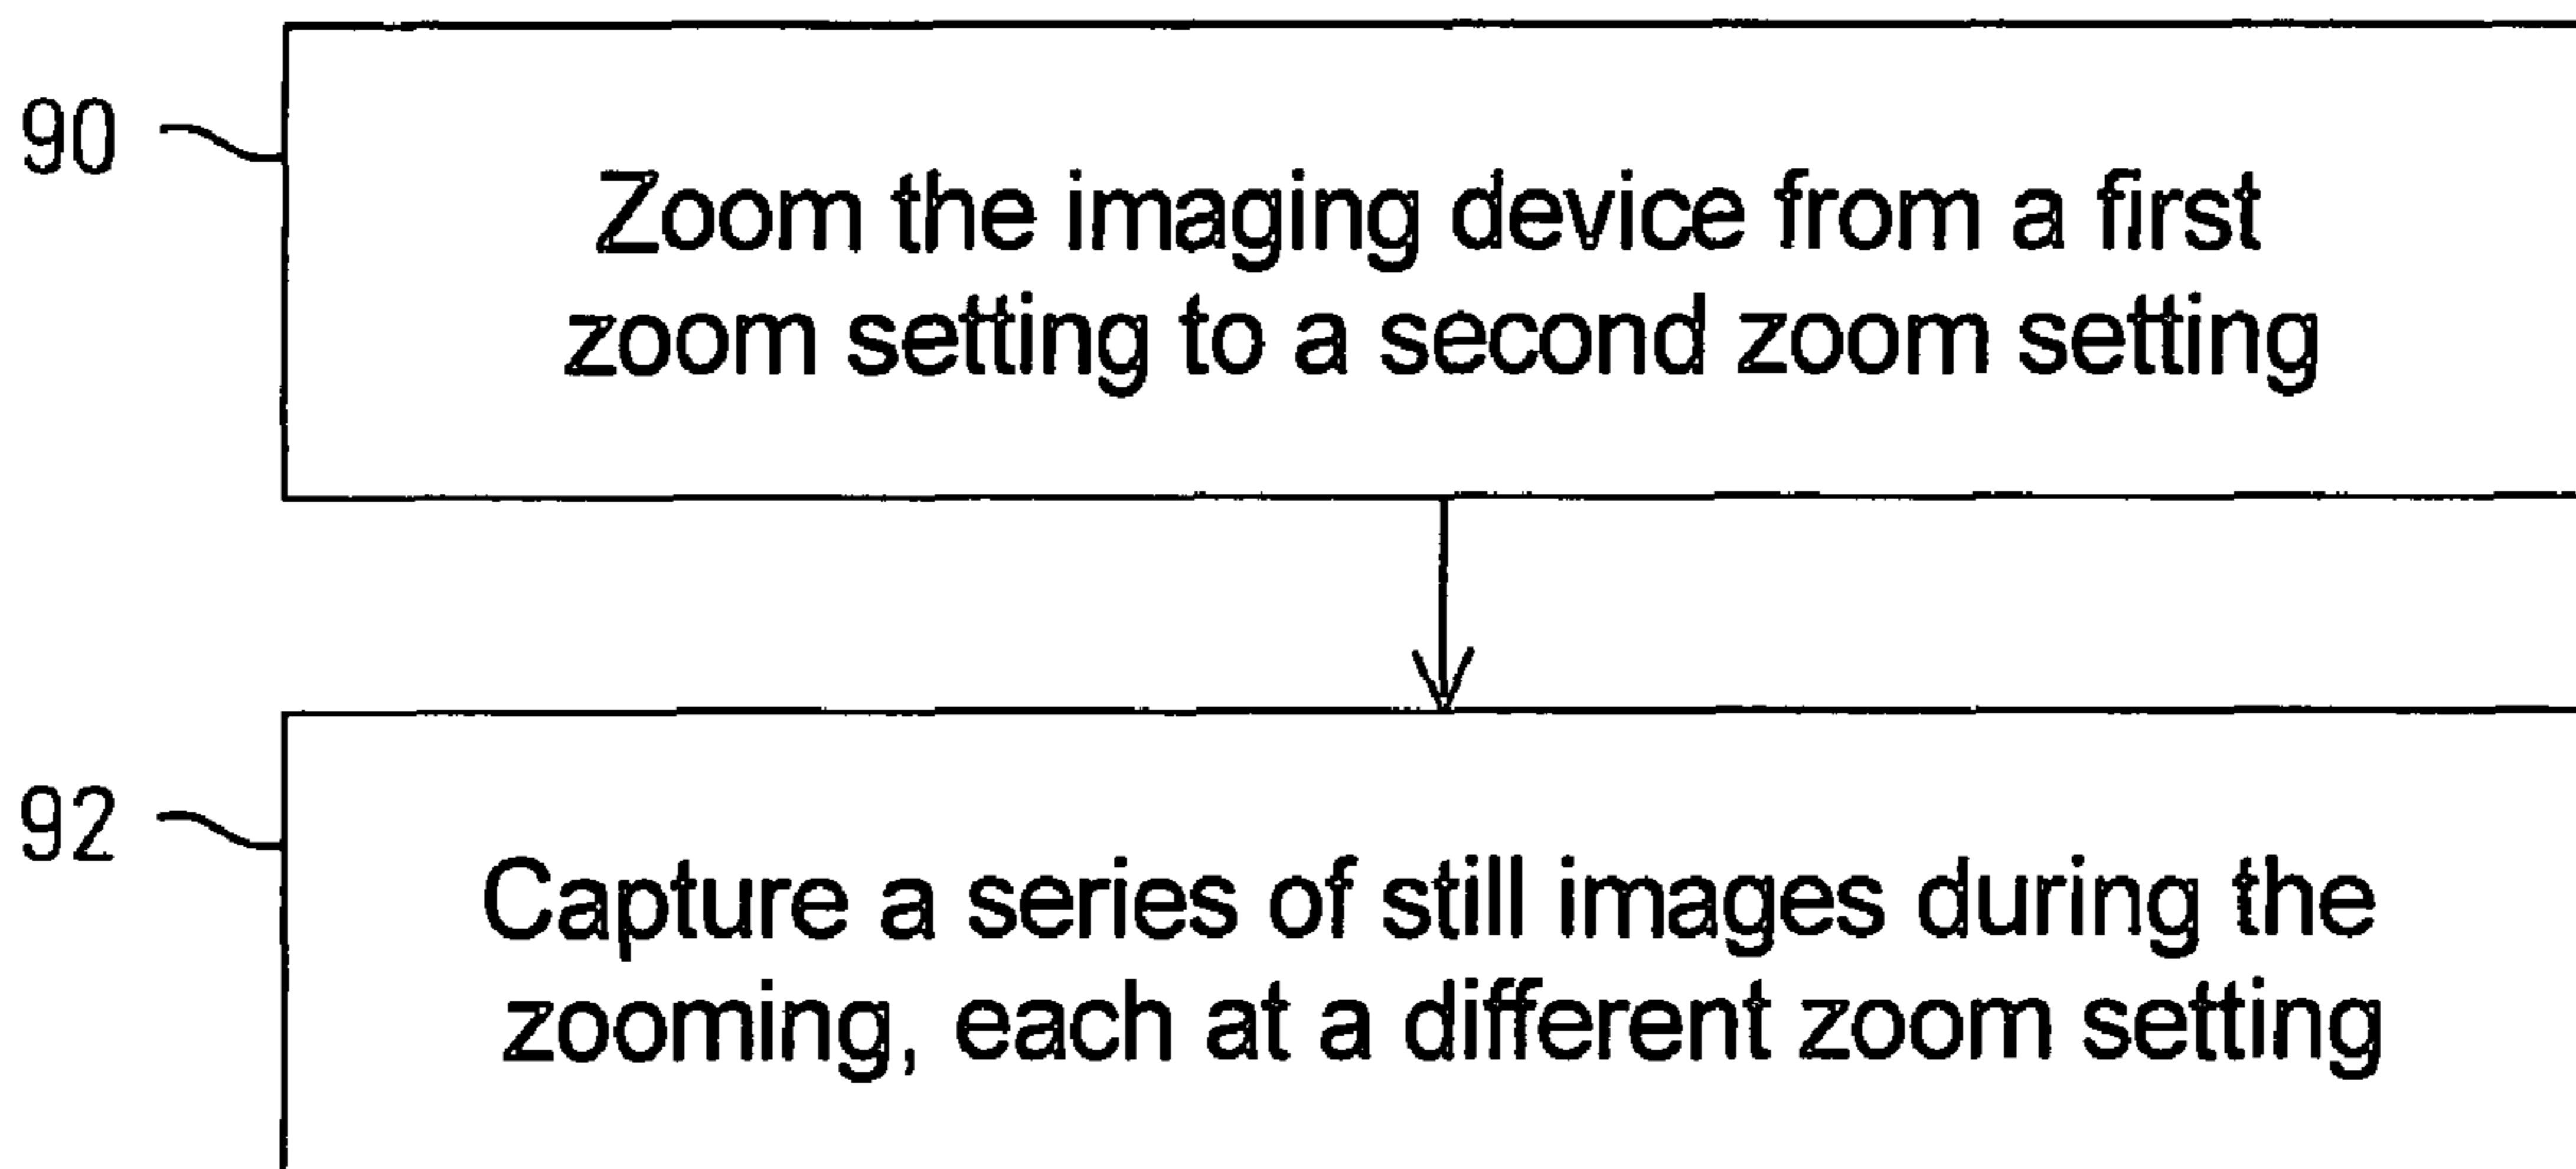 90
Zoom the imaging device from a first
zoom setting to a second zoom setting
92
Capture a series of still images during the
zooming, each at a different zoom setting